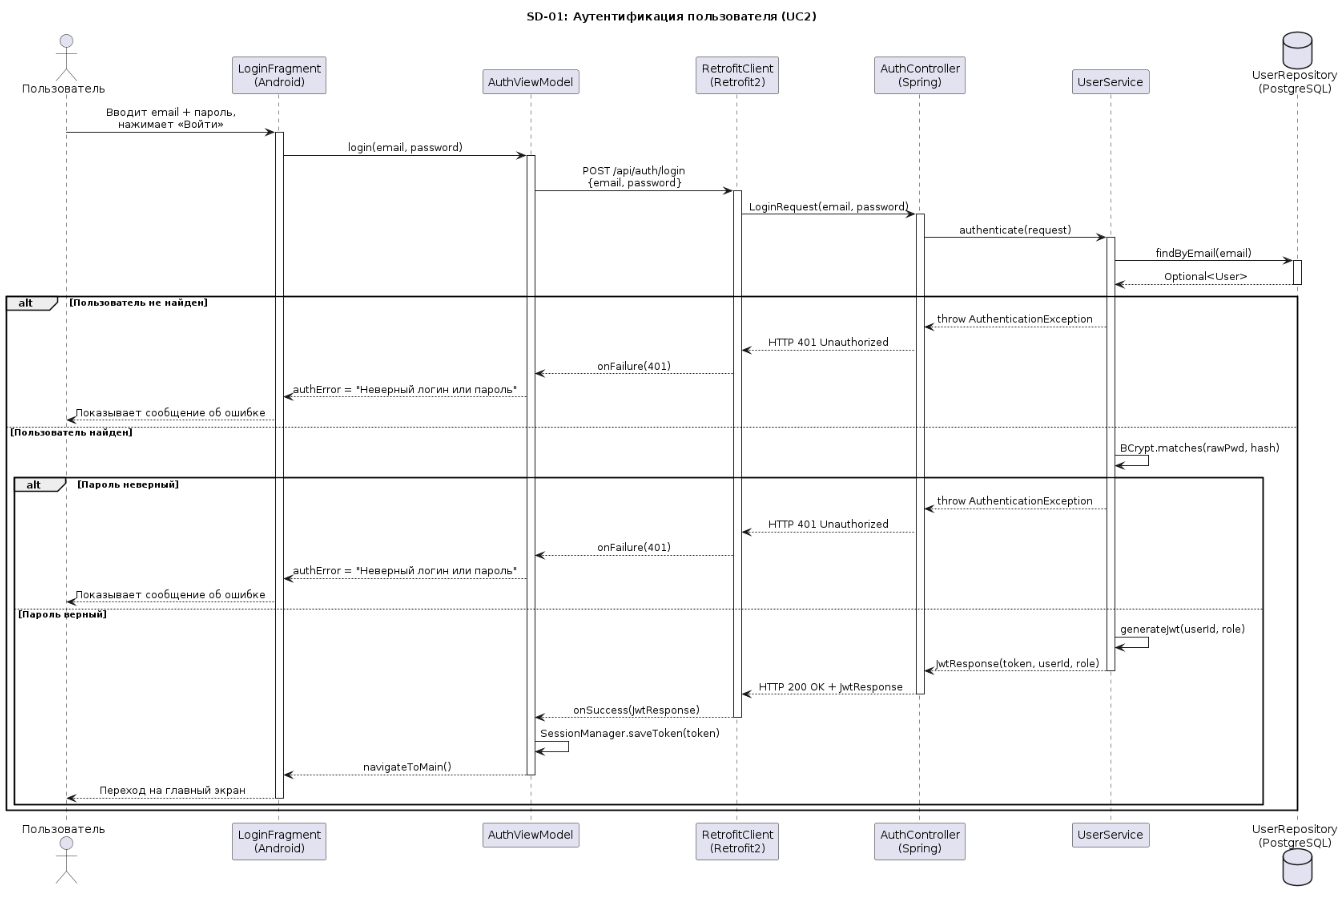 SD-01: Аутентификация пользователя (UC2)
Пользователь
LoginFragment
(Android)
AuthViewModel
RetrofitClient
(Retrofit2)
AuthController
(Spring)
UserService
UserRepository
(PostgreSQL)
Вводит email + пароль,
нажимает «Войти»
login(email, password)
POST /api/auth/login
{email, password}
LoginRequest(email, password)
authenticate(request)
findByEmail(email)
Optional<User>
alt
[Пользователь не найден]
throw AuthenticationException
HTTP 401 Unauthorized
onFailure(401)
authError = "Неверный логин или пароль"
Показывает сообщение об ошибке
[Пользователь найден]
BCrypt.matches(rawPwd, hash)
alt
[Пароль неверный]
throw AuthenticationException
HTTP 401 Unauthorized
onFailure(401)
authError = "Неверный логин или пароль"
Показывает сообщение об ошибке
[Пароль верный]
generateJwt(userId, role)
JwtResponse(token, userId, role)
HTTP 200 OK + JwtResponse
onSuccess(JwtResponse)
SessionManager.saveToken(token)
navigateToMain()
Переход на главный экран
Пользователь
LoginFragment
(Android)
AuthViewModel
RetrofitClient
(Retrofit2)
AuthController
(Spring)
UserService
UserRepository
(PostgreSQL)